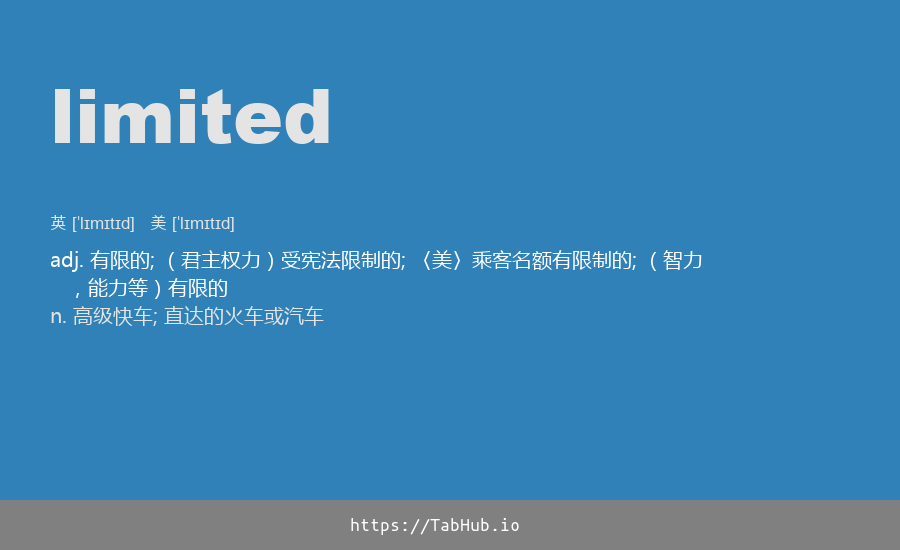 limited
英 [ˈlɪmɪtɪd] 美 [ˈlɪmɪtɪd]
adj. 有限的; （君主权力）受宪法限制的; 〈美〉乘客名额有限制的; （智力
，能力等）有限的
n. 高级快车; 直达的火车或汽车
https://TabHub.io